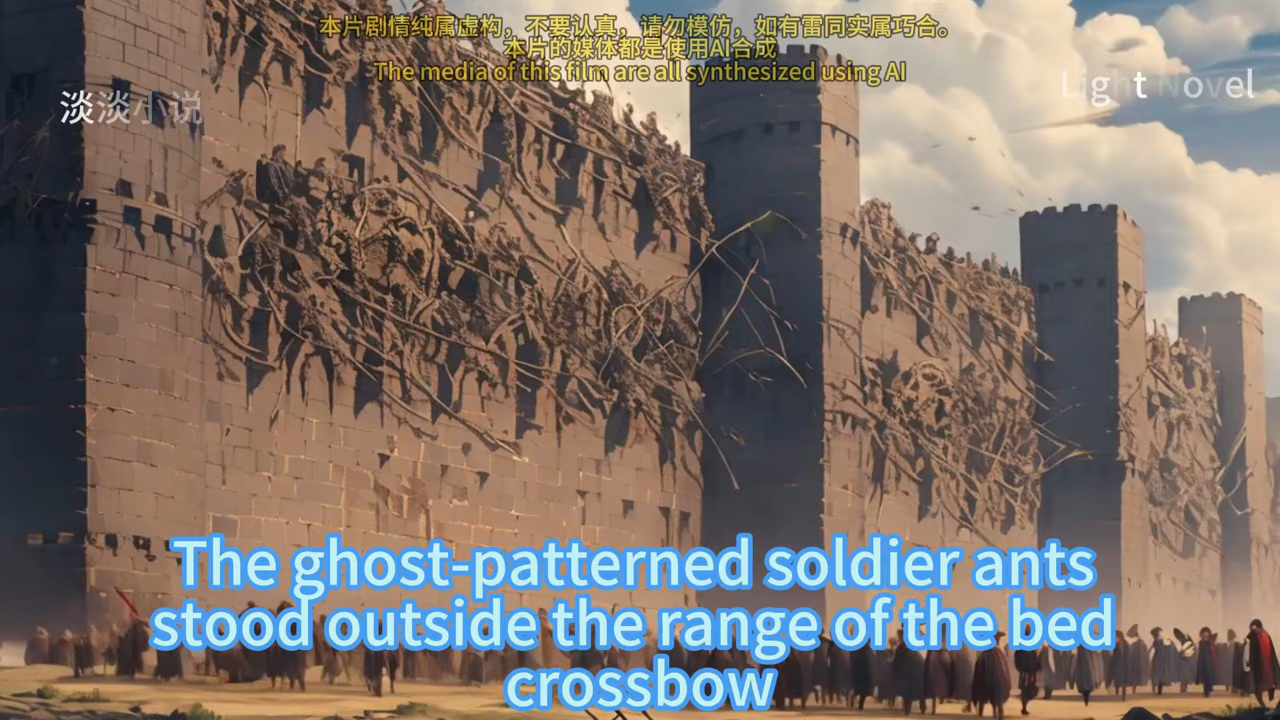 本片剧情纯属虚构，不要认真，请勿模仿，如有雷同实属巧合。
本片的媒体都是使用AI合成
The media of this film are all synthesized using AI
淡淡小说
Light Novel
The ghost-patterned soldier ants
stood outside the range of the bed
crossbow